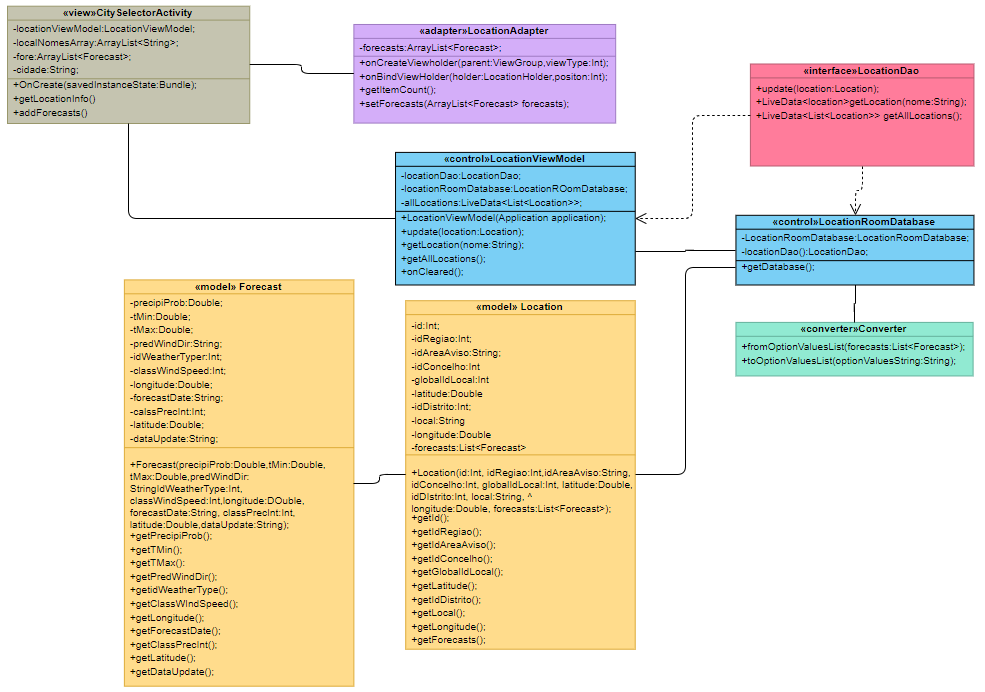 «view»CitySelectorActivity
-locationViewModel:LocationViewModel;
-localNomesArray:ArrayList<String>;
-fore:ArrayList<Forecast>;
-cidade:String;
+OnCreate(savedInstanceState:Bundle);
+getLocationInfo()
+addForecasts()
«adapter»LocationAdapter
-forecasts:ArrayList<Forecast>;
+onCreateViewholder(parent:ViewGroup,viewType:Int);
+onBindViewHolder(holder:LocationHolder,positon:Int);
+getItemCount();
+setForecasts(ArrayList<Forecast> forecasts);
«interface»LocationDao
+update(location:Location);
+LiveData<location>getLocation(nome:String);
+LiveData<List<Location>> getAllLocations();
«control»LocationViewModel
-locationDao:LocationDao;
-locationRoomDatabase:LocationROomDatabase;
-allLocations:LiveData<List<Location>>;
+LocationViewModel(Application application);
+update(location:Location);
+getLocation(nome:String);
+getAllLocations();
+onCleared();
«control»LocationRoomDatabase
-LocationRoomDatabase:LocationRoomDatabase;
-locationDao():LocationDao;
+getDatabase();
«converter»Converter
+fromOptionValuesList(forecasts:List<Forecast>);
+toOptionValuesList(optionValuesString:String);
«model» Forecast
-precipiProb:Double;
-tMin:Double;
-tMax:Double;
-predWindDir:String;
-idWeatherTyper:Int;
-classWindSpeed:Int;
-longitude:Double;
-forecastDate:String;
-calssPrecInt:Int;
-latitude:Double;
-dataUpdate:String;
+Forecast(precipiProb:Double,tMin:Double,
tMax:Double,predWindDir:
StringIdWeatherType:Int,
classWindSpeed:Int,longitude:DOuble,
forecastDate:String, classPrecInt:Int,
latitude:Double,dataUpdate:String);
+getPrecipiProb();
+getTMin();
+getTMax():
+getPredWindDir();
+getidWeatherType();
+getClassWIndSpeed();
+getLongitude();
+getForecastDate();
+getClassPrecInt();
+getLatitude();
+getDataUpdate();
«model» Location
-id:Int;
-idRegiao:Int;
-idAreaAviso:String;
-idConcelho:Int
-globalIdLocal:Int
-latitude:Double
-idDistrito:Int;
-local:String
-longitude:Double
-forecasts:List<Forecast>
+Location(id:Int, idRegiao:Int,idAreaAviso:String,
idConcelho:Int, globalIdLocal:Int, latitude:Double,
idDIstrito:Int, local:String, ^
longitude:Double, forecasts:List<Forecast>);
+getId();
+getIdRegiao();
+getIdAreaAviso();
+getIdConcelho();
+getGlobalIdLocal();
+getLatitude();
+getIdDistrito();
+getLocal();
+getLongitude();
+getForecasts();